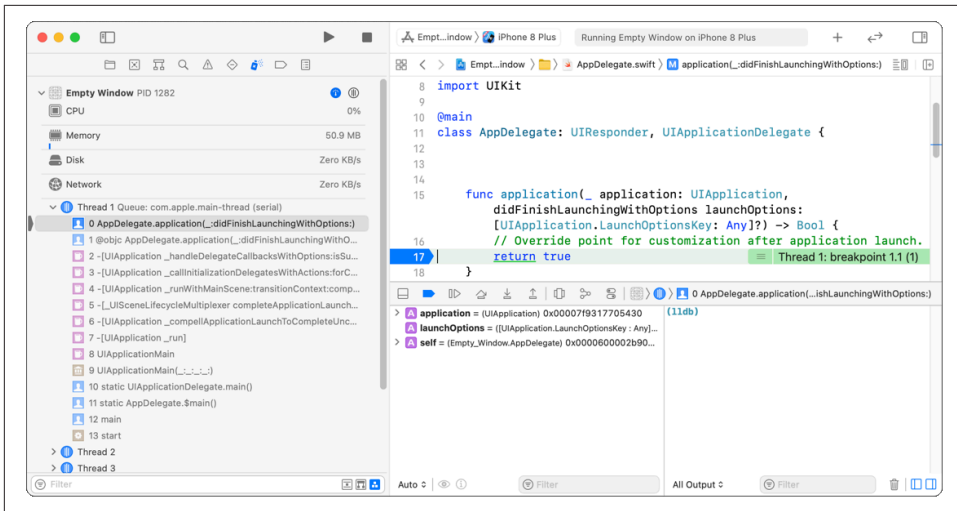 Empt...indow 〉 iPhone 8 Plus
Running Empty Window on iPhone 8 Plus
Empt...indow 〉 〉 AppDelegate.swift 〉 M application(_:didFinishLaunchingWithOptions:)
Empty Window PID 1282
CPU 0%
Memory 50.9 MB
Disk Zero KB/s
Network Zero KB/s
Thread 1 Queue: com.apple.main-thread (serial)
0 AppDelegate.application(_:didFinishLaunchingWithOptions:)
1 @objc AppDelegate.application(_:didFinishLaunchingWithO...
2 -[UIApplication _handleDelegateCallbacksWithOptions:isSu...
3 -[UIApplication _callInitializationDelegatesWithActions:forC...
4 -[UIApplication _runWithMainScene:transitionContext:comp...
5 -[_UISceneLifecycleMultiplexer completeApplicationLaunch...
6 -[UIApplication _compellApplicationLaunchToCompleteUnc...
7 -[UIApplication _run]
8 UIApplicationMain
9 UIApplicationMain(_:_:_:_:)
10 static UIApplicationDelegate.main()
11 static AppDelegate.$main()
12 main
13 start
Thread 2
Thread 3
Filter
8 import UIKit
9
10 @main
11 class AppDelegate: UIResponder, UIApplicationDelegate {
12
13
14
15 func application(_ application: UIApplication,
didFinishLaunchingWithOptions launchOptions:
[UIApplication.LaunchOptionsKey: Any]?) -> Bool {
16 // Override point for customization after application launch.
17 return true = Thread 1: breakpoint 1.1 (1)
18 }
0 AppDelegate.application(...ishLaunchingWithOptions:)
A application = (UIApplication) 0x00007f9317705430
A launchOptions = ([UIApplication.LaunchOptionsKey : Any]...
A self = (Empty_Window.AppDelegate) 0x0000600002b90...
(lldb)
Auto
Filter
All Output
Filter